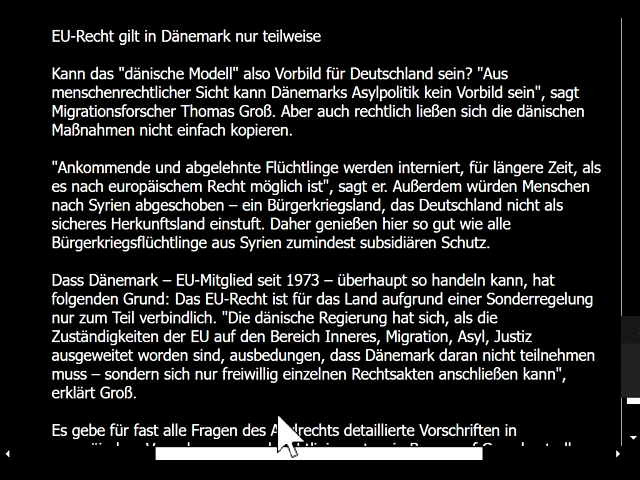 EU-Recht gilt in Dänemark nur teilweise
Kann das "dänische Modell" also Vorbild für Deutschland sein? "Aus
menschenrechtlicher Sicht kann Dänemarks Asylpolitik kein Vorbild sein", sagt
Migrationsforscher Thomas Groß. Aber auch rechtlich ließen sich die dänischen
Maßnahmen nicht einfach kopieren.
"Ankommende und abgelehnte Flüchtlinge werden interniert, für längere Zeit, als
es nach europäischem Recht möglich ist", sagt er. Außerdem würden Menschen
nach Syrien abgeschoben – ein Bürgerkriegsland, das Deutschland nicht als
sicheres Herkunftsland einstuft. Daher genießen hier so gut wie alle
Bürgerkriegsflüchtlinge aus Syrien zumindest subsidiären Schutz.
Dass Dänemark – EU-Mitglied seit 1973 – überhaupt so handeln kann, hat
folgenden Grund: Das EU-Recht ist für das Land aufgrund einer Sonderregelung
nur zum Teil verbindlich. "Die dänische Regierung hat sich, als die
Zuständigkeiten der EU auf den Bereich Inneres, Migration, Asyl, Justiz
ausgeweitet worden sind, ausbedungen, dass Dänemark daran nicht teilnehmen
muss – sondern sich nur freiwillig einzelnen Rechtsakten anschließen kann",
erklärt Groß.
Es gebe für fast alle Fragen des detaillierte Vorschriften in